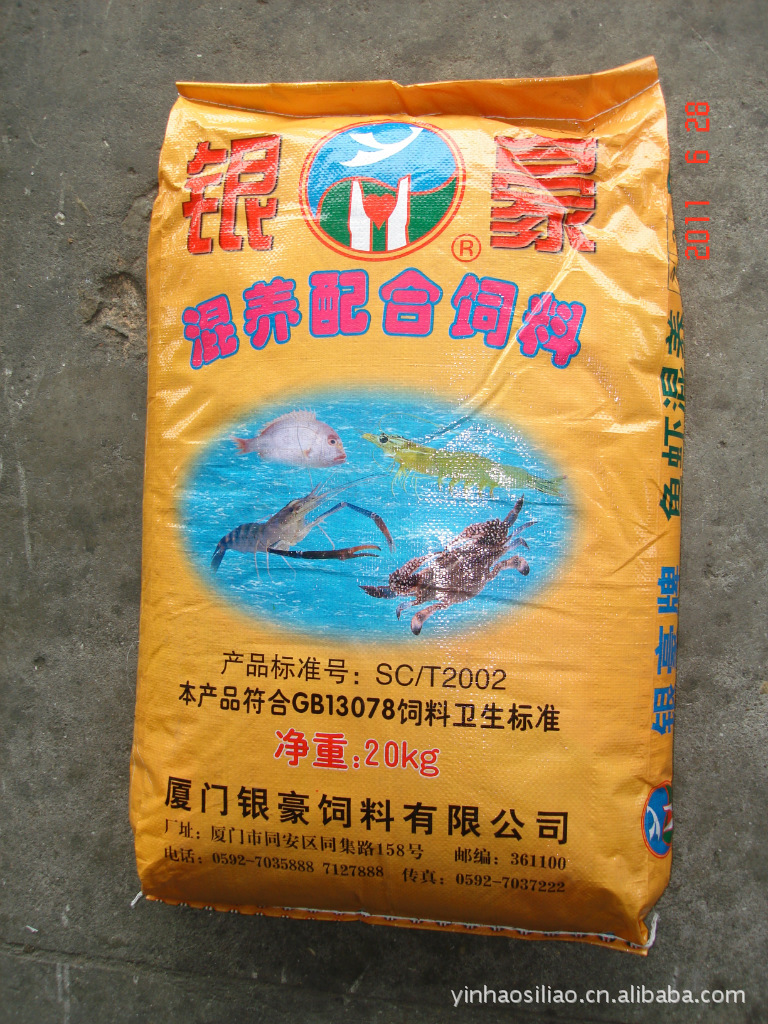 银 豪
®
混养配合饲料
产品标准号：SC/T2002
本产品符合GB13078饲料卫生标准
净重：20kg
厦门银豪饲料有限公司
厂址：厦门市同安区同集路158号 邮编：361100
电话：0592-7035888 7127888 传真：0592-7037222
银豪牌 鱼虾混养
2011 6 28
yinhaosiliao.cn.alibaba.com